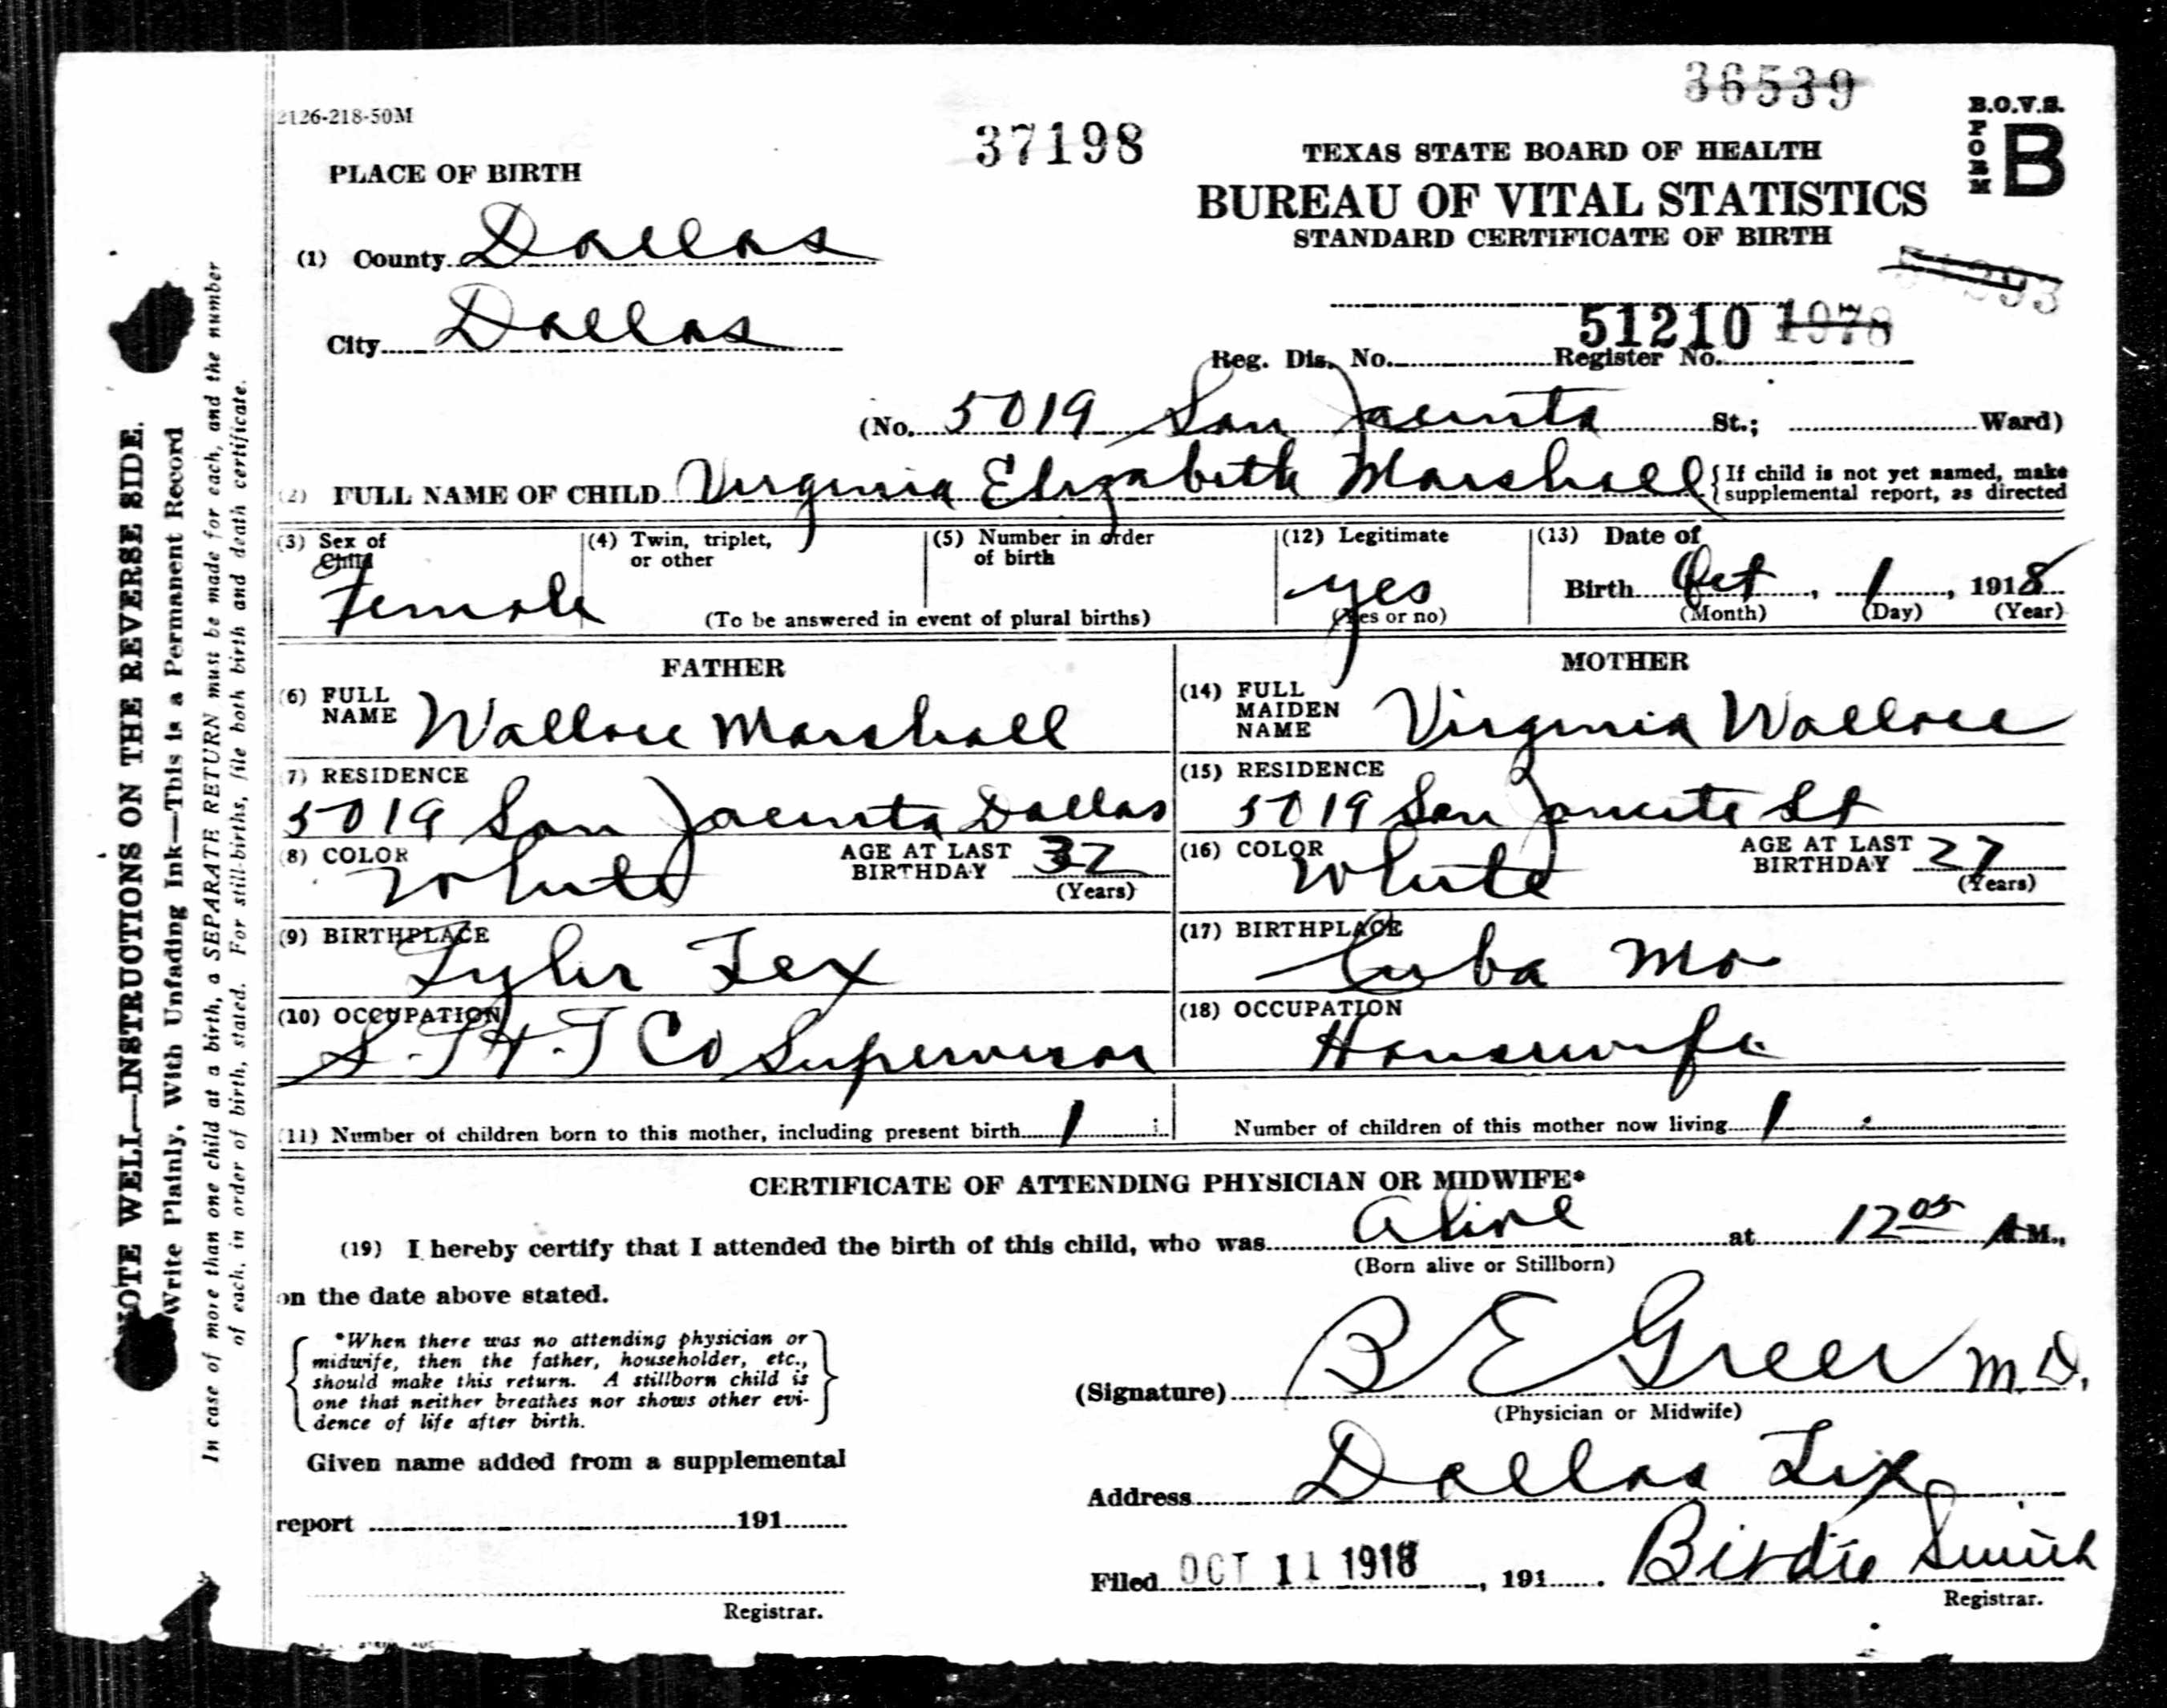 36539
2126-218-50M
37198
B.O.V.S.
FORM B
TEXAS STATE BOARD OF HEALTH
PLACE OF BIRTH
BUREAU OF VITAL STATISTICS
STANDARD CERTIFICATE OF BIRTH
(1) County Dallas
51210 1078
City Dallas
Reg. Dis. No. Register No.
(No. 5019 San Jacinto St.; Ward)
(2) FULL NAME OF CHILD Virginia Elizabeth Marshall { If child is not yet named, make
supplemental report, as directed
(3) Sex of Child Female
(4) Twin, triplet, or other
(5) Number in order of birth
(To be answered in event of plural births)
(12) Legitimate yes
(Yes or no)
(13) Date of
Birth Oct, 1, 1918
(Month) (Day) (Year)
FATHER
(6) FULL NAME Wallace Marshall
(7) RESIDENCE
5019 San Jacinto Dallas
(8) COLOR White AGE AT LAST BIRTHDAY 32
(Years)
(9) BIRTHPLACE
Tyler Tex
(10) OCCUPATION
S.T.&.T Co Supervisor
(11) Number of children born to this mother, including present birth 1
MOTHER
(14) FULL MAIDEN NAME Virginia Wallace
(15) RESIDENCE
5019 San Jacinto St
(16) COLOR White AGE AT LAST BIRTHDAY 27
(Years)
(17) BIRTHPLACE
Cuba Mo
(18) OCCUPATION
Housewife
Number of children of this mother now living 1
CERTIFICATE OF ATTENDING PHYSICIAN OR MIDWIFE*
(19) I hereby certify that I attended the birth of this child, who was Alive at 12 05 A.M.,
(Born alive or Stillborn)
on the date above stated.
*When there was no attending physician or
midwife, then the father, householder, etc.,
should make this return. A stillborn child is
one that neither breathes nor shows other evi-
dence of life after birth.
(Signature) B E Greer M.D.
(Physician or Midwife)
Given name added from a supplemental
report 191
Registrar.
Address Dallas Tex
Filed OCT 11 1918, 191 . Birdie Smith
Registrar.
NOTE WELL—INSTRUCTIONS ON THE REVERSE SIDE.
Write Plainly, With Unfading Ink—This is a Permanent Record
In case of more than one child at a birth, a SEPARATE RETURN must be made for each, and the number
of each, in order of birth, stated. For still-births, file both birth and death certificate.